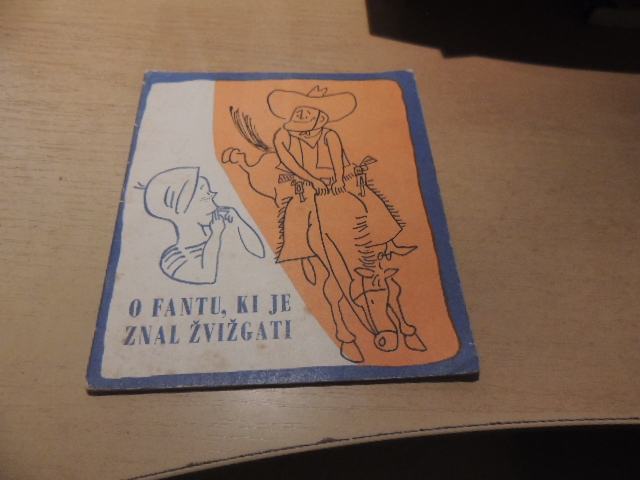 O FANTU, KI JE
ZNAL ŽVIŽGATI